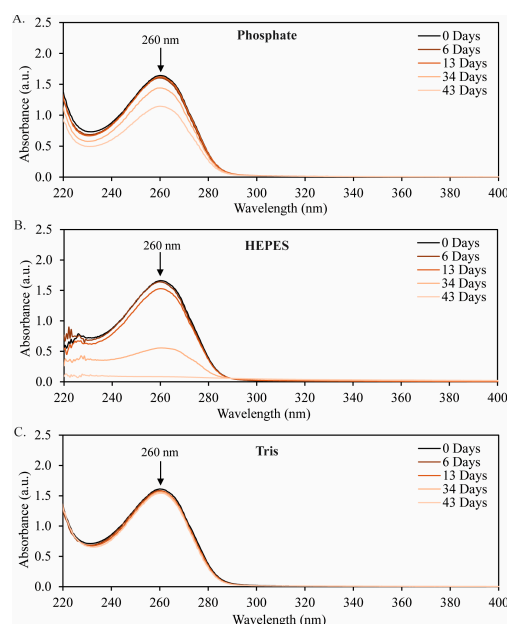 A.
Phosphate
260 nm
0 Days
6 Days
13 Days
34 Days
43 Days
Absorbance (a.u.)
2.5
2.0
1.5
1.0
0.5
0.0
220 240 260 280 300 320 340 360 380 400
Wavelength (nm)
B.
HEPES
260 nm
0 Days
6 Days
13 Days
34 Days
43 Days
Absorbance (a.u.)
2.5
2.0
1.5
1.0
0.5
0.0
220 240 260 280 300 320 340 360 380 400
Wavelength (nm)
C.
Tris
260 nm
0 Days
6 Days
13 Days
34 Days
43 Days
Absorbance (a.u.)
2.5
2.0
1.5
1.0
0.5
0.0
220 240 260 280 300 320 340 360 380 400
Wavelength (nm)